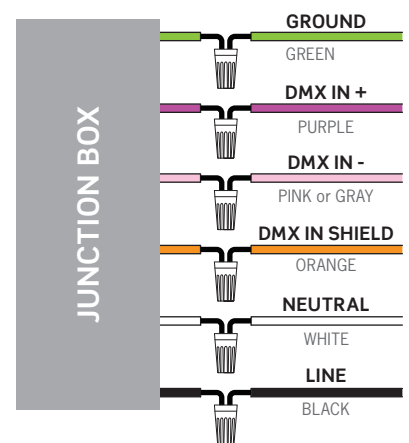 JUNCTION BOX
GROUND
GREEN
DMX IN +
PURPLE
DMX IN -
PINK or GRAY
DMX IN SHIELD
ORANGE
NEUTRAL
WHITE
LINE
BLACK